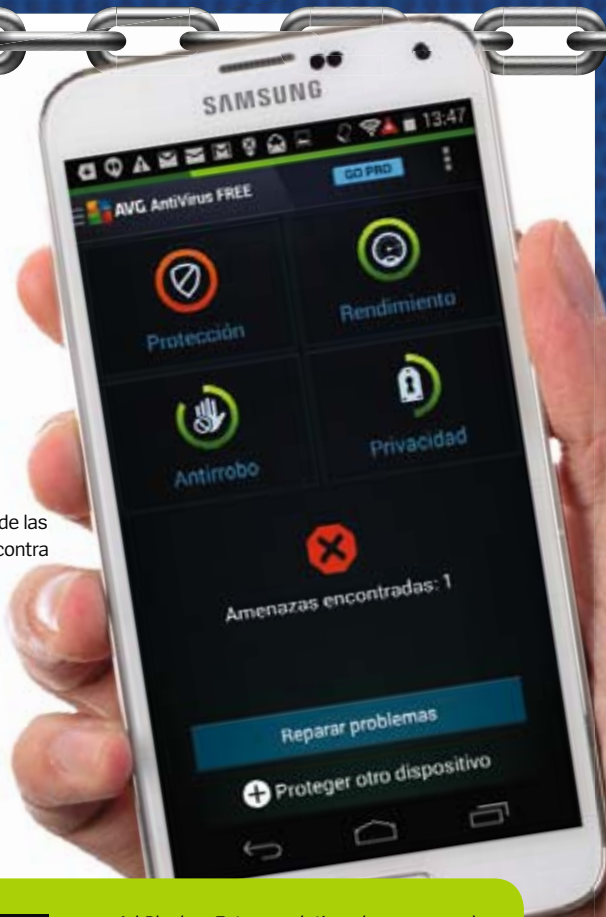 SAMSUNG
13:47
AVG AntiVirus FREE
GO PRO
Protección
Rendimiento
Antirrobo
Privacidad
de las
contra
Amenazas encontradas: 1
Reparar problemas
Proteger otro dispositivo